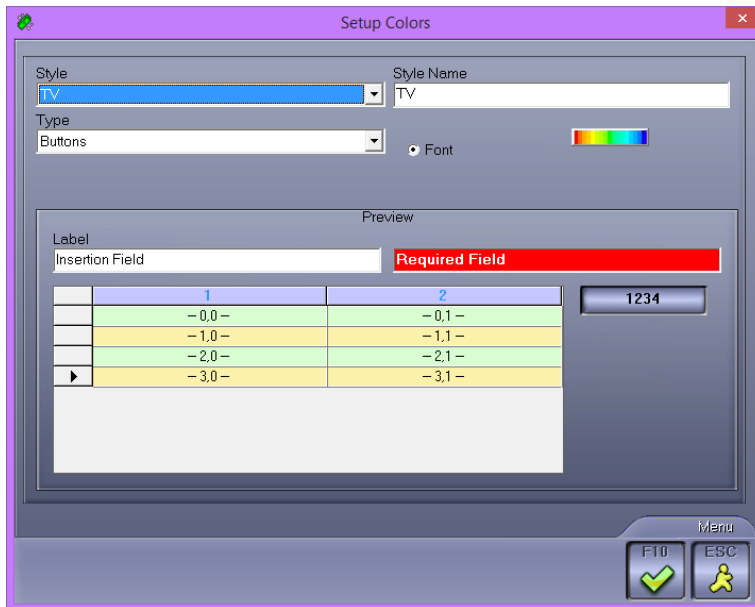 Setup Colors
Style
TV
Style Name
TV
Type
Buttons
Font
Preview
Label
Insertion Field
Required Field
1 2
– 0,0 – – 0,1 –
– 1,0 – – 1,1 –
– 2,0 – – 2,1 –
– 3,0 – – 3,1 –
1234
Menu
F10 ESC